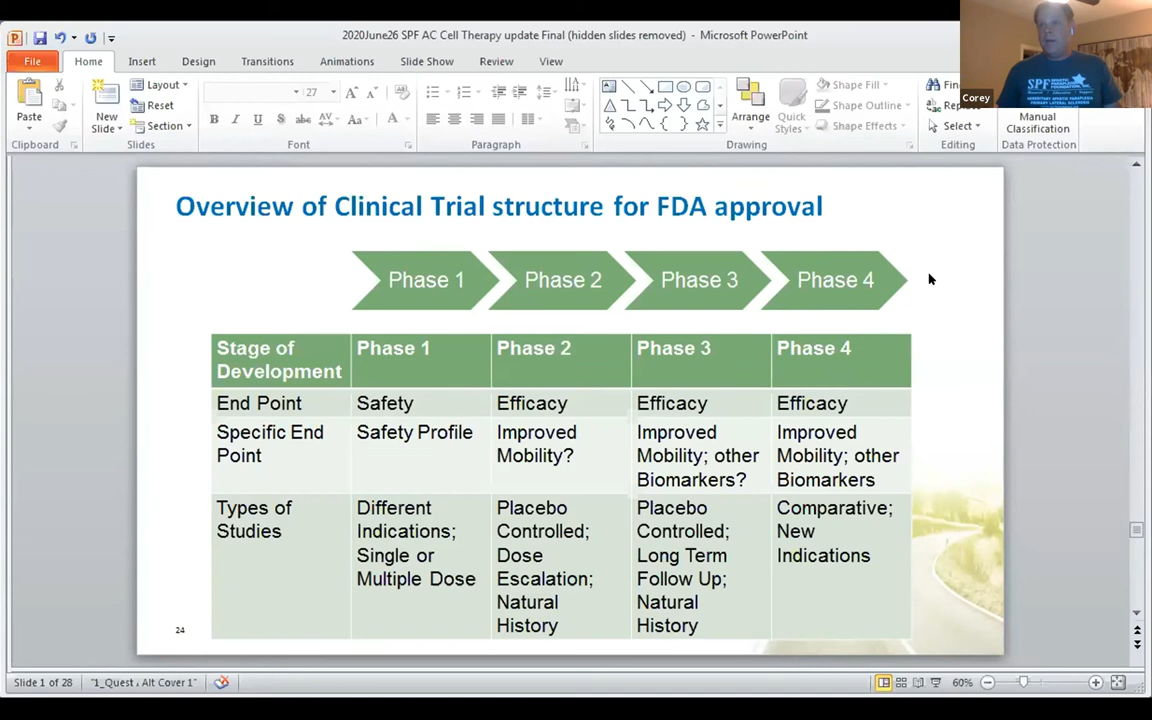 2020June26 SPF AC Cell Therapy update Final (hidden slides removed) - Microsoft PowerPoint
File Home Insert Design Transitions Animations Slide Show Review View
Paste
Clipboard
New
Slide
Layout
Reset
Section
Slides
27
B I U S abc AV Aa A
Font
Paragraph
Arrange
Quick
Styles
Shape Fill
Shape Outline
Shape Effects
Drawing
Select
Editing
Manual
Classification
Data Protection
Corey
SPF
Overview of Clinical Trial structure for FDA approval
Phase 1
Phase 2
Phase 3
Phase 4
Stage of
Development
Phase 1
Phase 2
Phase 3
Phase 4
End Point
Safety
Efficacy
Efficacy
Efficacy
Specific End
Point
Safety Profile
Improved
Mobility?
Improved
Mobility; other
Biomarkers?
Improved
Mobility; other
Biomarkers
Types of
Studies
Different
Indications;
Single or
Multiple Dose
Placebo
Controlled;
Dose
Escalation;
Natural
History
Placebo
Controlled;
Long Term
Follow Up;
Natural
History
Comparative;
New
Indications
24
Slide 1 of 28
60%